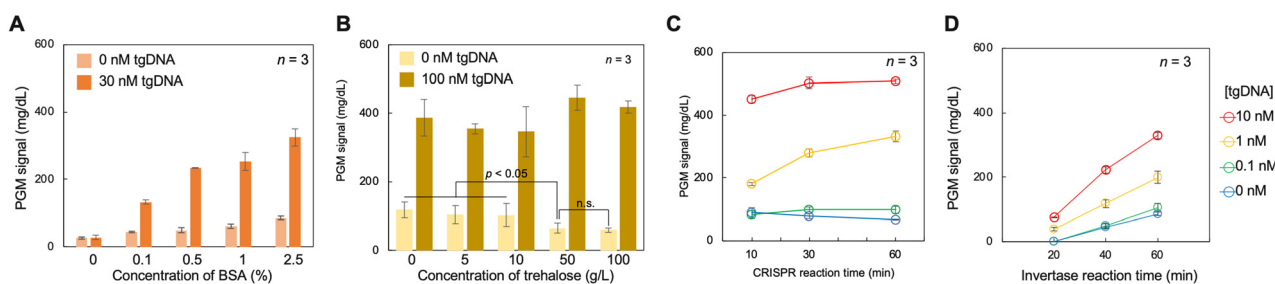 A
600
400
200
0
PGM signal (mg/dL)
0 nM tgDNA
30 nM tgDNA
n = 3
0 0.1 0.5 1 2.5
Concentration of BSA (%)
B
600
400
200
0
PGM signal (mg/dL)
0 nM tgDNA
100 nM tgDNA
n = 3
p < 0.05
n.s.
0 5 10 50 100
Concentration of trehalose (g/L)
C
600
400
200
0
PGM signal (mg/dL)
n = 3
10 30 60
CRISPR reaction time (min)
D
600
400
200
0
PGM signal (mg/dL)
n = 3
20 40 60
Invertase reaction time (min)
[tgDNA]
10 nM
1 nM
0.1 nM
0 nM